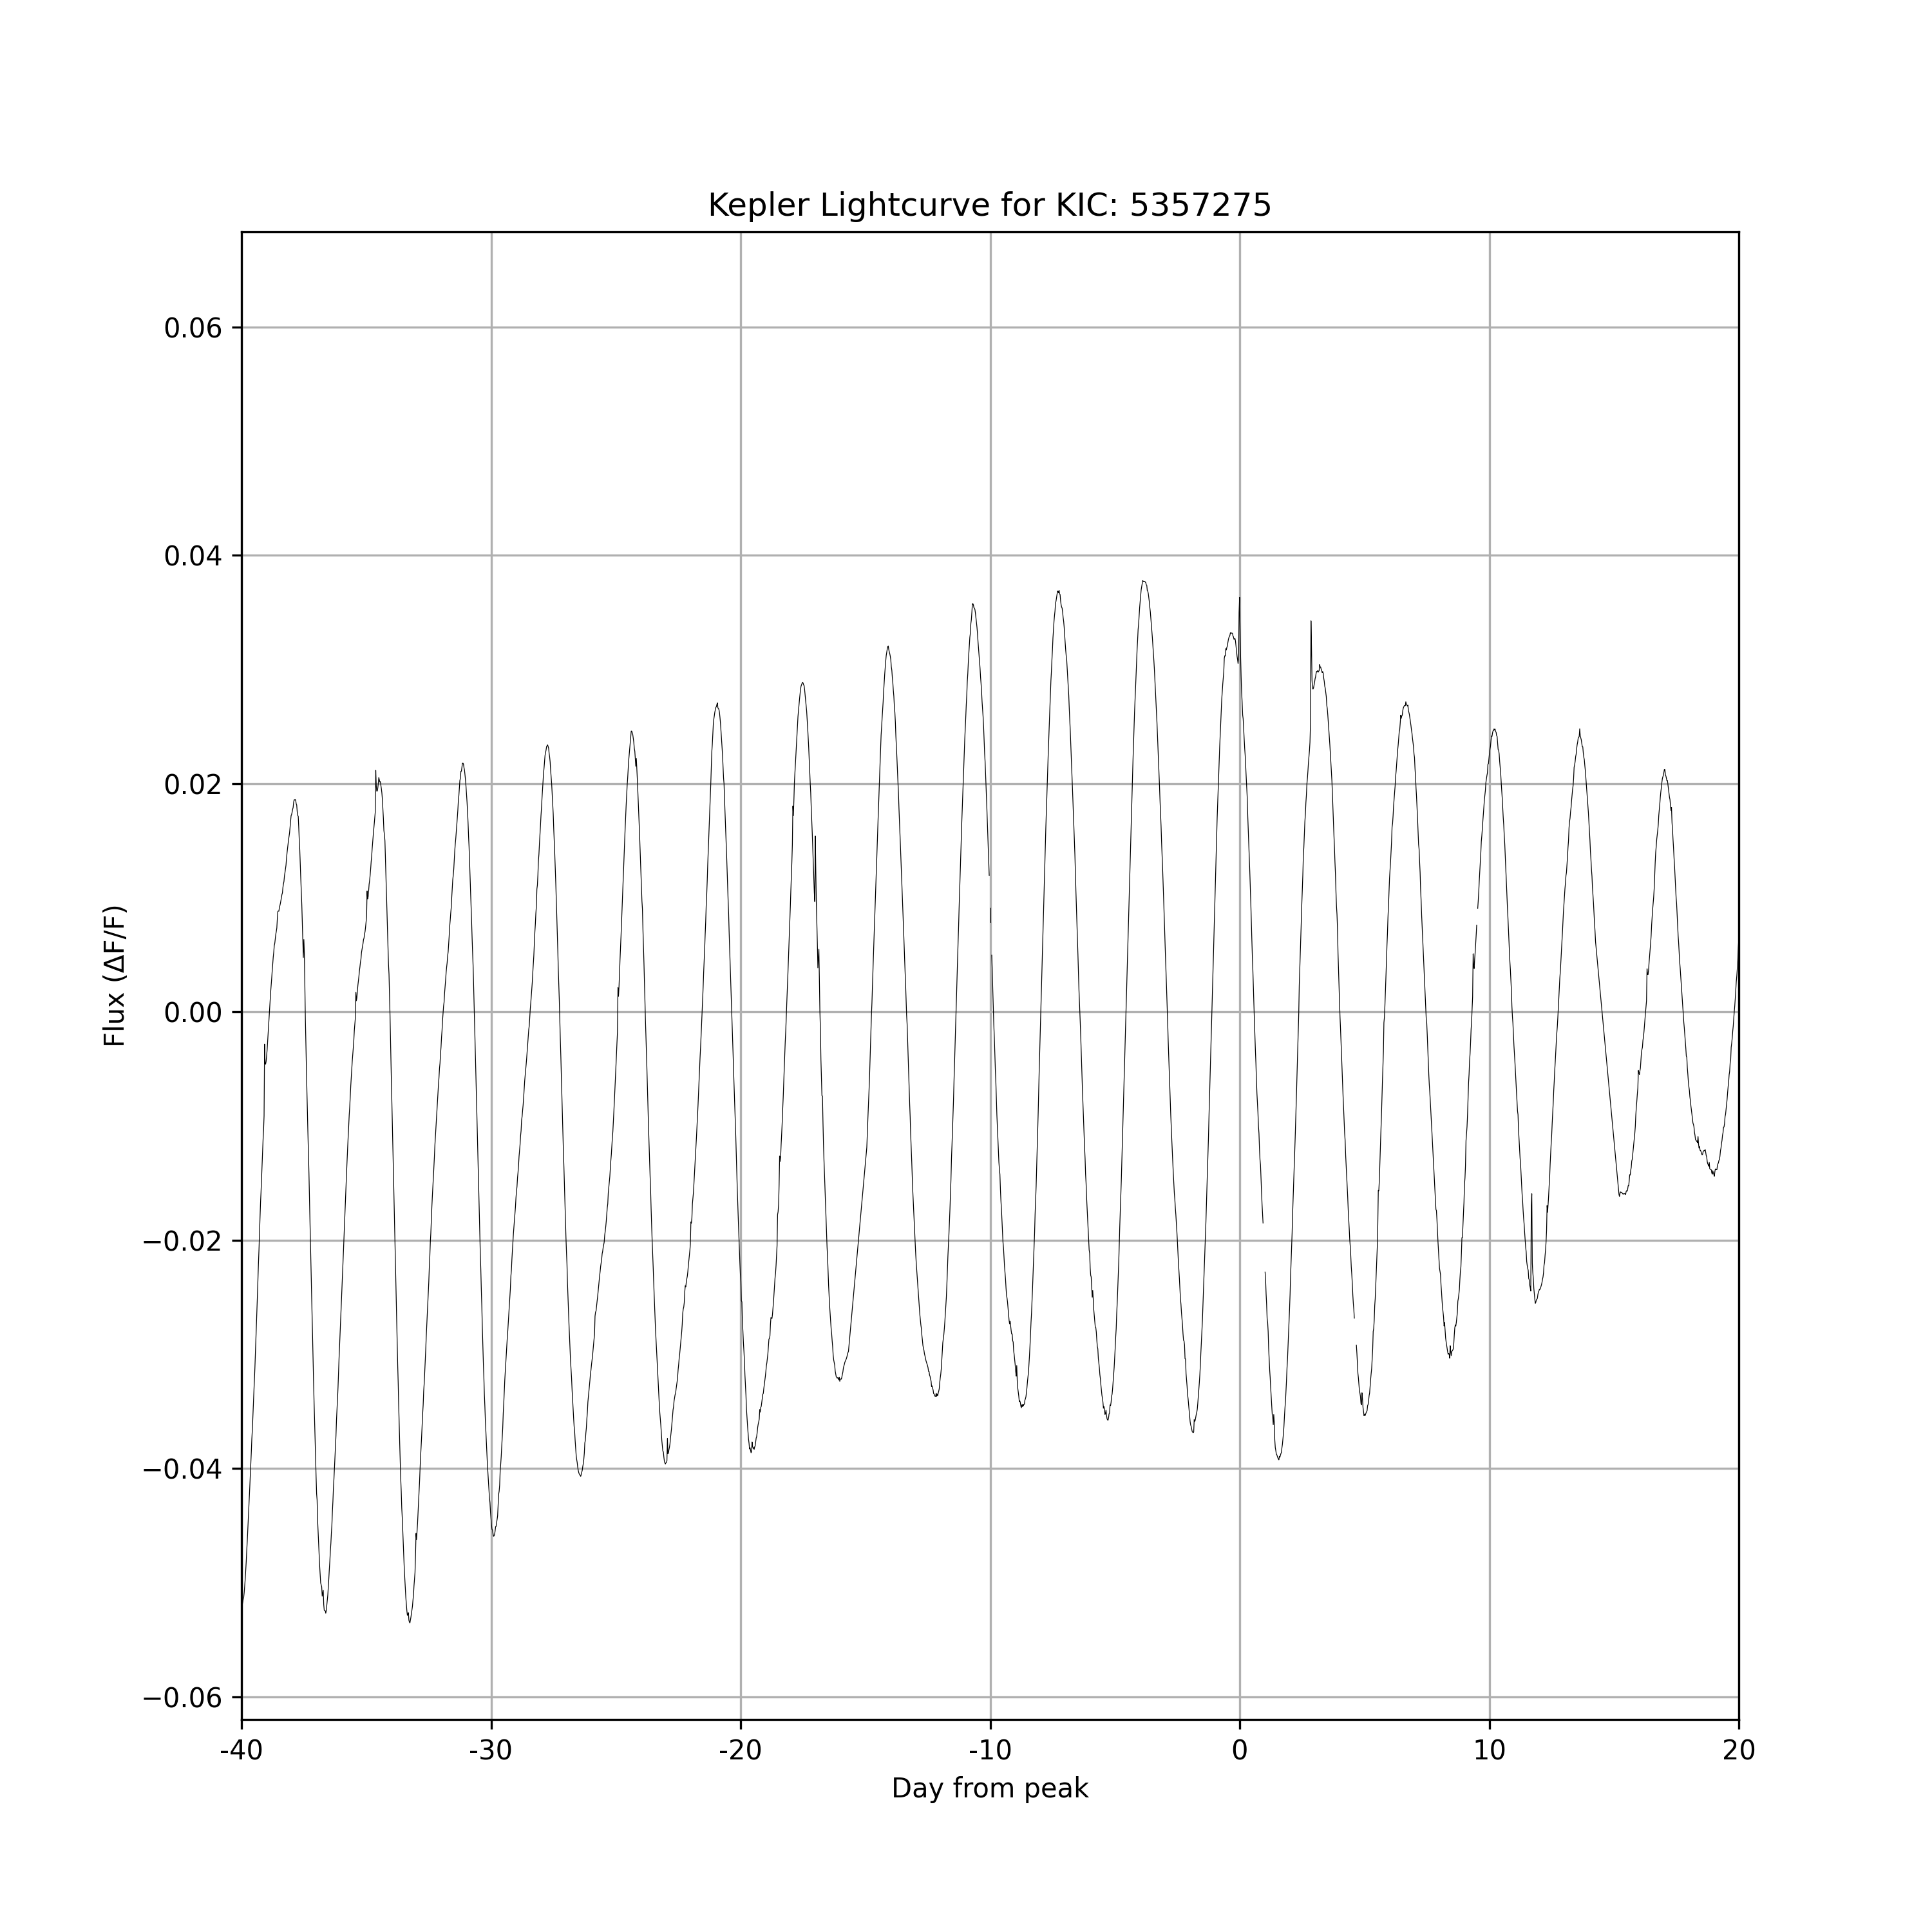 Kepler Lightcurve for KIC: 5357275
0.06
0.04
0.02
0.00
−0.02
−0.04
−0.06
Flux (ΔF/F)
-40 -30 -20 -10 0 10 20
Day from peak